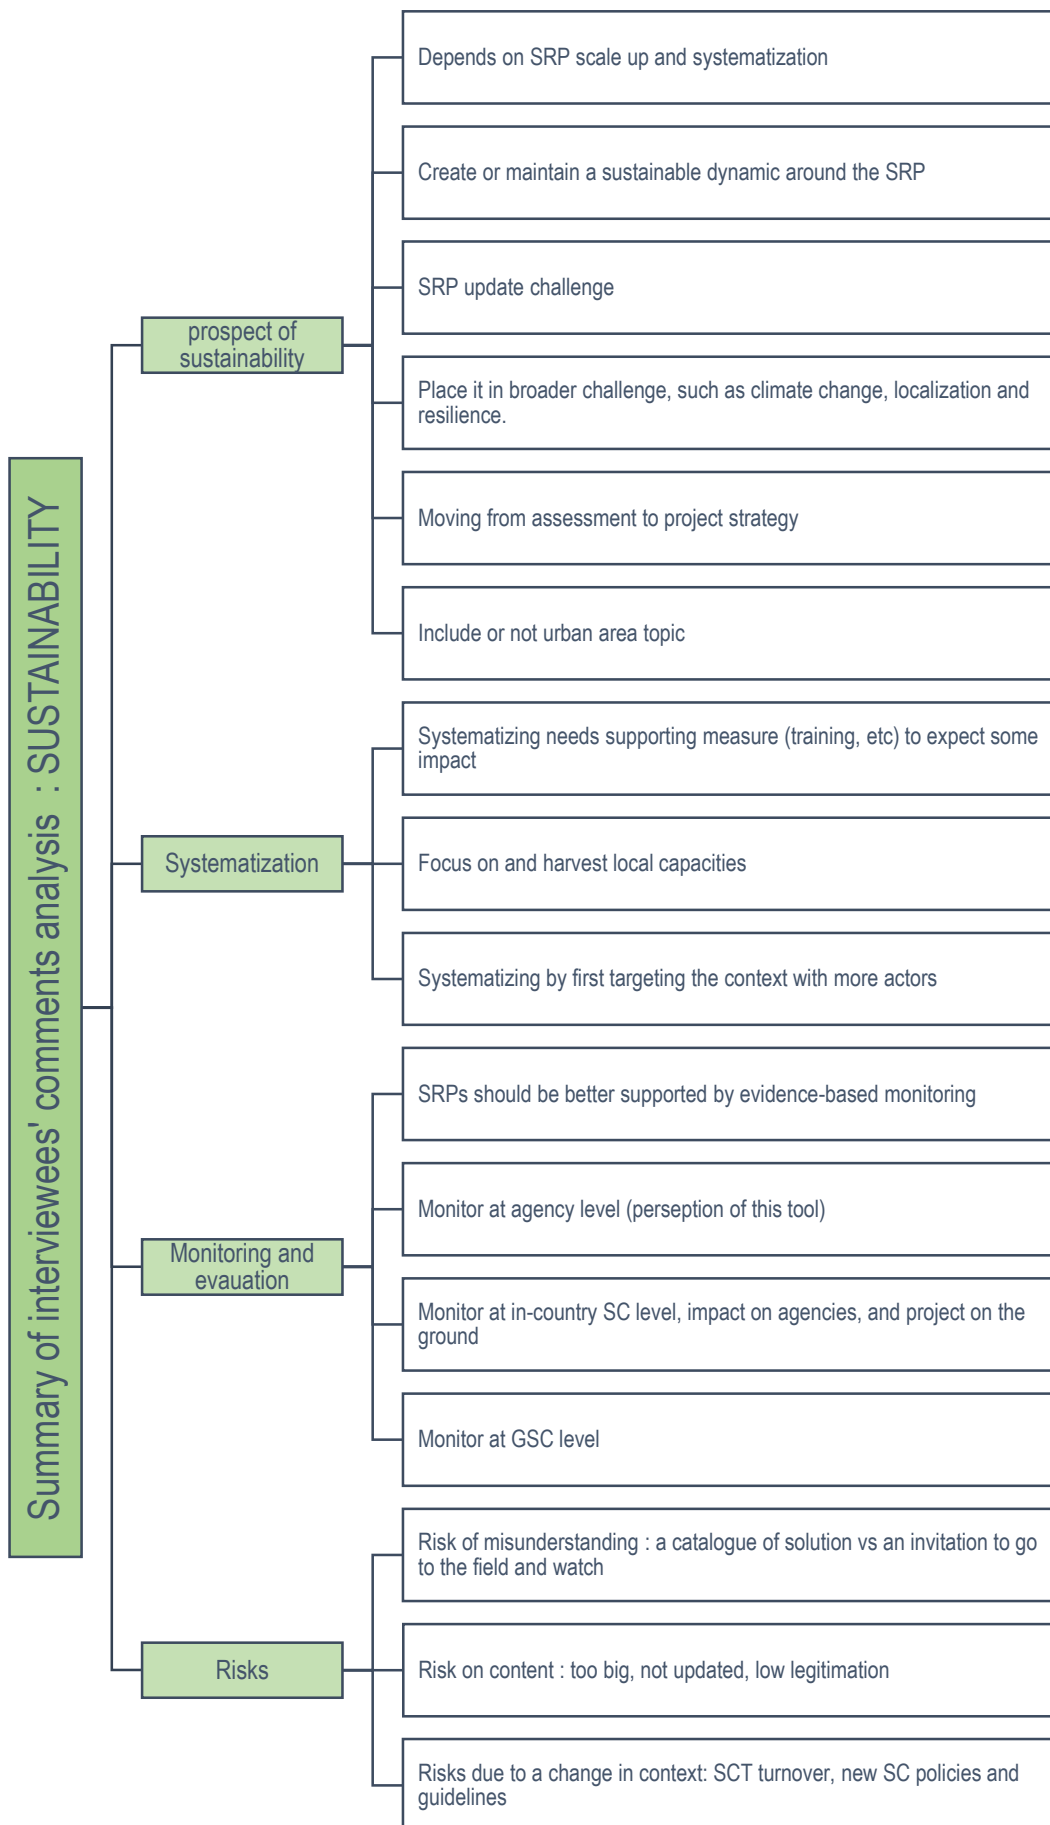 Summary of interviewees' comments analysis : SUSTAINABILITY
prospect of
sustainability
Depends on SRP scale up and systematization
Create or maintain a sustainable dynamic around the SRP
SRP update challenge
Place it in broader challenge, such as climate change, localization and
resilience.
Moving from assessment to project strategy
Include or not urban area topic
Systematization
Systematizing needs supporting measure (training, etc) to expect some
impact
Focus on and harvest local capacities
Systematizing by first targeting the context with more actors
Monitoring and
evauation
SRPs should be better supported by evidence-based monitoring
Monitor at agency level (perseption of this tool)
Monitor at in-country SC level, impact on agencies, and project on the
ground
Monitor at GSC level
Risks
Risk of misunderstanding : a catalogue of solution vs an invitation to go
to the field and watch
Risk on content : too big, not updated, low legitimation
Risks due to a change in context: SCT turnover, new SC policies and
guidelines